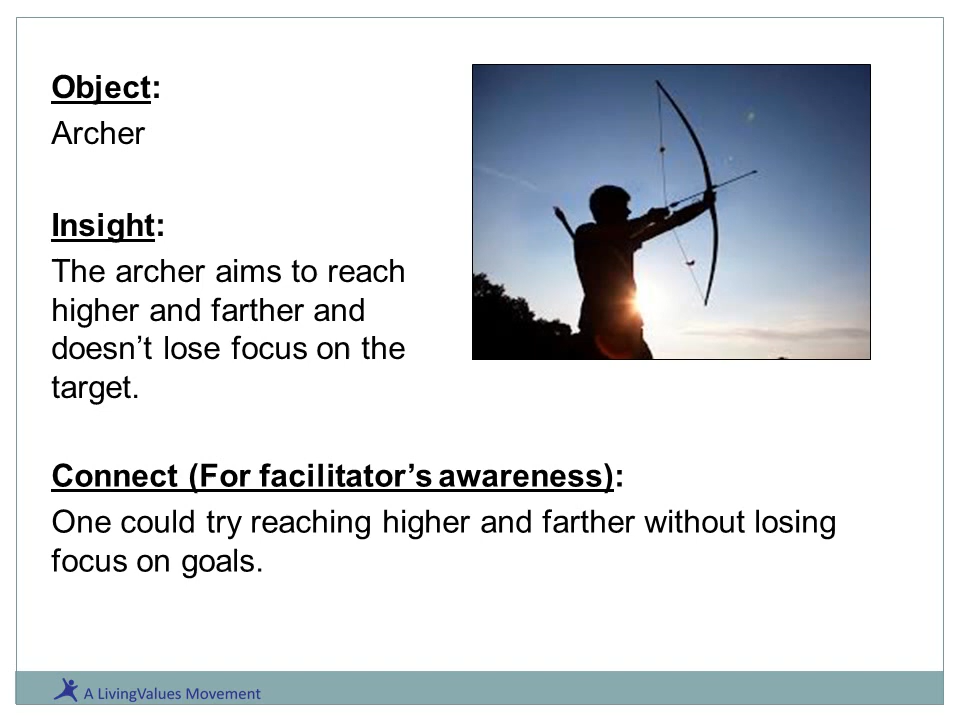 Object:
Archer
Insight:
The archer aims to reach
higher and farther and
doesn’t lose focus on the
target.
Connect (For facilitator’s awareness):
One could try reaching higher and farther without losing
focus on goals.
A LivingValues Movement